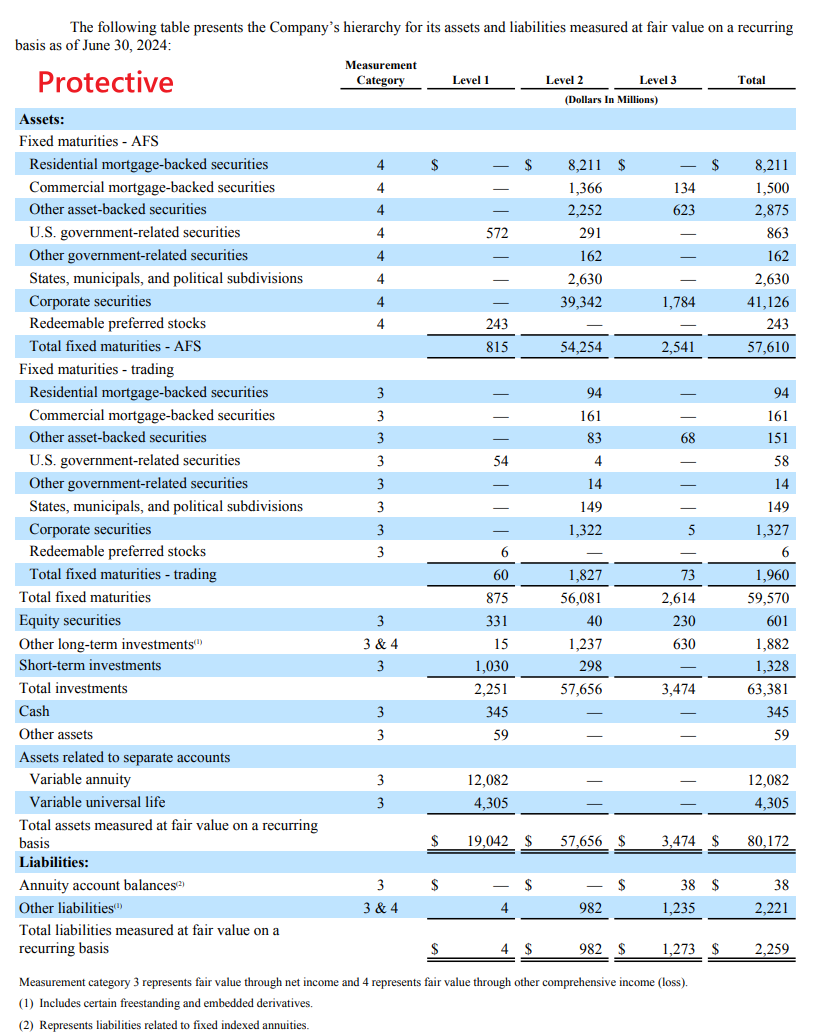 The following table presents the Company’s hierarchy for its assets and liabilities measured at fair value on a recurring
basis as of June 30, 2024:
Protective
Measurement
Category Level 1 Level 2 Level 3 Total
(Dollars In Millions)
Assets:
Fixed maturities - AFS
Residential mortgage-backed securities 4 $ — $ 8,211 $ — $ 8,211
Commercial mortgage-backed securities 4 — 1,366 134 1,500
Other asset-backed securities 4 — 2,252 623 2,875
U.S. government-related securities 4 572 291 — 863
Other government-related securities 4 — 162 — 162
States, municipals, and political subdivisions 4 — 2,630 — 2,630
Corporate securities 4 — 39,342 1,784 41,126
Redeemable preferred stocks 4 243 — — 243
Total fixed maturities - AFS 815 54,254 2,541 57,610
Fixed maturities - trading
Residential mortgage-backed securities 3 — 94 — 94
Commercial mortgage-backed securities 3 — 161 — 161
Other asset-backed securities 3 — 83 68 151
U.S. government-related securities 3 54 4 — 58
Other government-related securities 3 — 14 — 14
States, municipals, and political subdivisions 3 — 149 — 149
Corporate securities 3 — 1,322 5 1,327
Redeemable preferred stocks 3 6 — — 6
Total fixed maturities - trading 60 1,827 73 1,960
Total fixed maturities 875 56,081 2,614 59,570
Equity securities 3 331 40 230 601
Other long-term investments(1) 3 & 4 15 1,237 630 1,882
Short-term investments 3 1,030 298 — 1,328
Total investments 2,251 57,656 3,474 63,381
Cash 3 345 — — 345
Other assets 3 59 — — 59
Assets related to separate accounts
Variable annuity 3 12,082 — — 12,082
Variable universal life 3 4,305 — — 4,305
Total assets measured at fair value on a recurring
basis $ 19,042 $ 57,656 $ 3,474 $ 80,172
Liabilities:
Annuity account balances(2) 3 $ — $ — $ 38 $ 38
Other liabilities(1) 3 & 4 4 982 1,235 2,221
Total liabilities measured at fair value on a
recurring basis $ 4 $ 982 $ 1,273 $ 2,259
Measurement category 3 represents fair value through net income and 4 represents fair value through other comprehensive income (loss).
(1) Includes certain freestanding and embedded derivatives.
(2) Represents liabilities related to fixed indexed annuities.